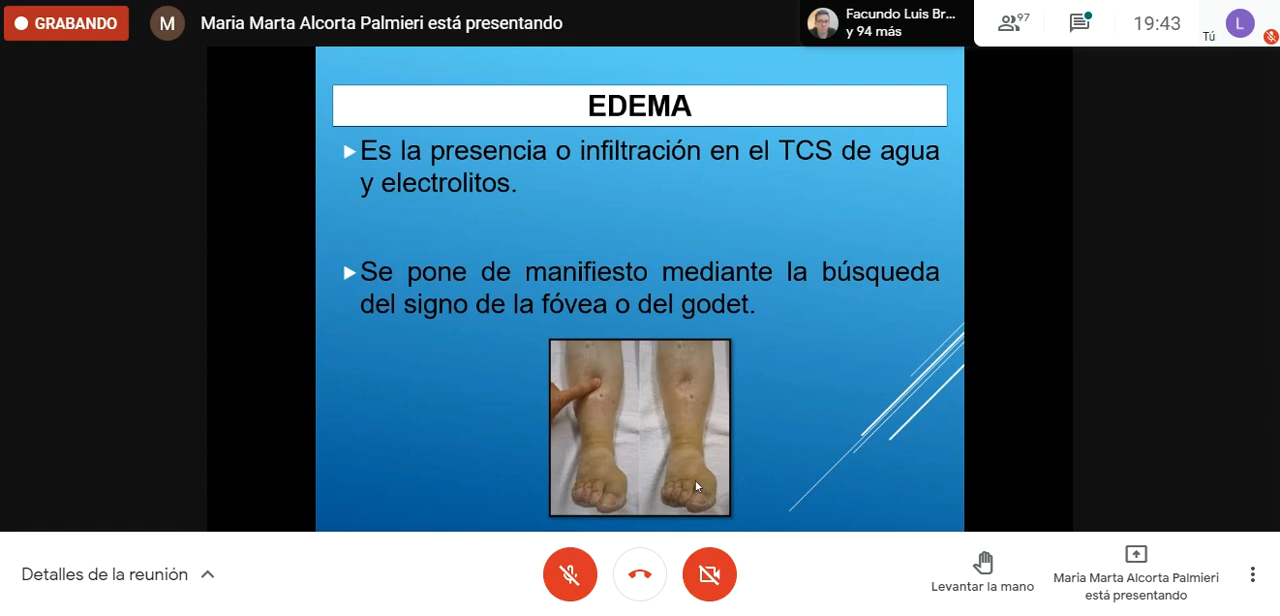 GRABANDO
M
Maria Marta Alcorta Palmieri está presentando
Facundo Luis Br...
y 94 más
97
19:43
Tú
L
EDEMA
Es la presencia o infiltración en el TCS de agua
y electrolitos.
Se pone de manifiesto mediante la búsqueda
del signo de la fóvea o del godet.
Detalles de la reunión
Levantar la mano
Maria Marta Alcorta Palmieri
está presentando